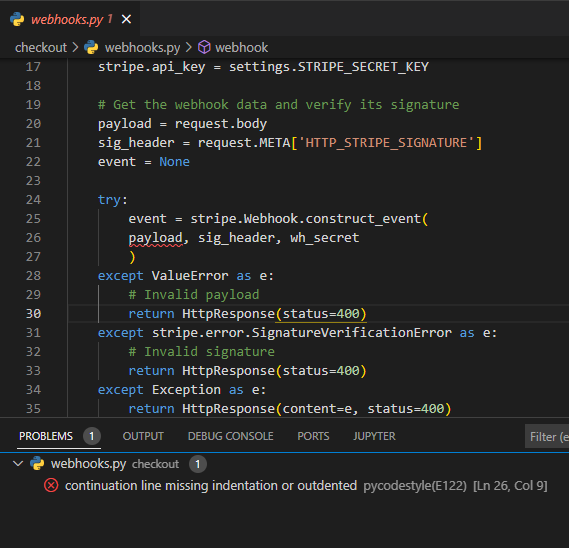 webhooks.py 1
checkout > webhooks.py > webhook
17 stripe.api_key = settings.STRIPE_SECRET_KEY
18
19 # Get the webhook data and verify its signature
20 payload = request.body
21 sig_header = request.META['HTTP_STRIPE_SIGNATURE']
22 event = None
23
24 try:
25 event = stripe.Webhook.construct_event(
26 payload, sig_header, wh_secret
27 )
28 except ValueError as e:
29 # Invalid payload
30 return HttpResponse(status=400)
31 except stripe.error.SignatureVerificationError as e:
32 # Invalid signature
33 return HttpResponse(status=400)
34 except Exception as e:
35 return HttpResponse(content=e, status=400)
PROBLEMS 1 OUTPUT DEBUG CONSOLE PORTS JUPYTER Filter (e
webhooks.py checkout 1
continuation line missing indentation or outdented pycodestyle(E122) [Ln 26, Col 9]